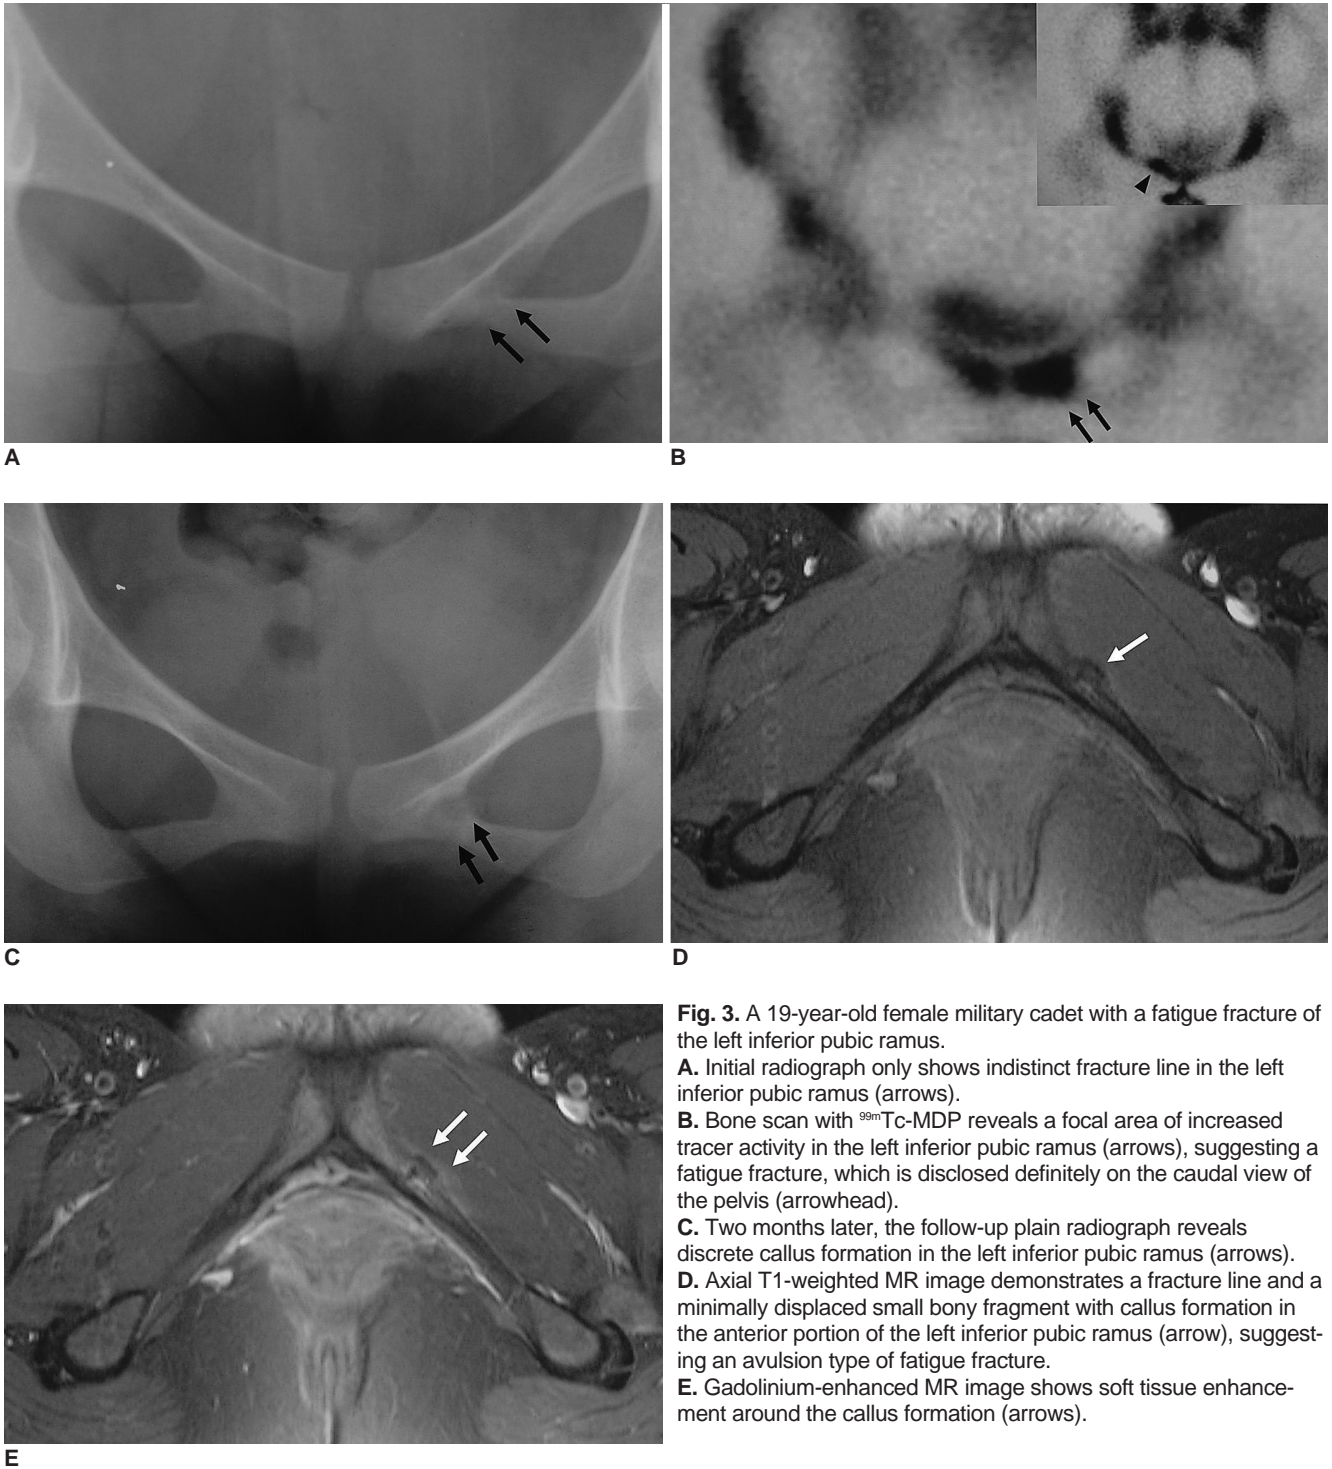 A
B
C
D
E
Fig. 3. A 19-year-old female military cadet with a fatigue fracture of
the left inferior pubic ramus.
A. Initial radiograph only shows indistinct fracture line in the left
inferior pubic ramus (arrows).
B. Bone scan with ⁹⁹ᵐTc-MDP reveals a focal area of increased
tracer activity in the left inferior pubic ramus (arrows), suggesting a
fatigue fracture, which is disclosed definitely on the caudal view of
the pelvis (arrowhead).
C. Two months later, the follow-up plain radiograph reveals
discrete callus formation in the left inferior pubic ramus (arrows).
D. Axial T1-weighted MR image demonstrates a fracture line and a
minimally displaced small bony fragment with callus formation in
the anterior portion of the left inferior pubic ramus (arrow), suggest-
ing an avulsion type of fatigue fracture.
E. Gadolinium-enhanced MR image shows soft tissue enhance-
ment around the callus formation (arrows).